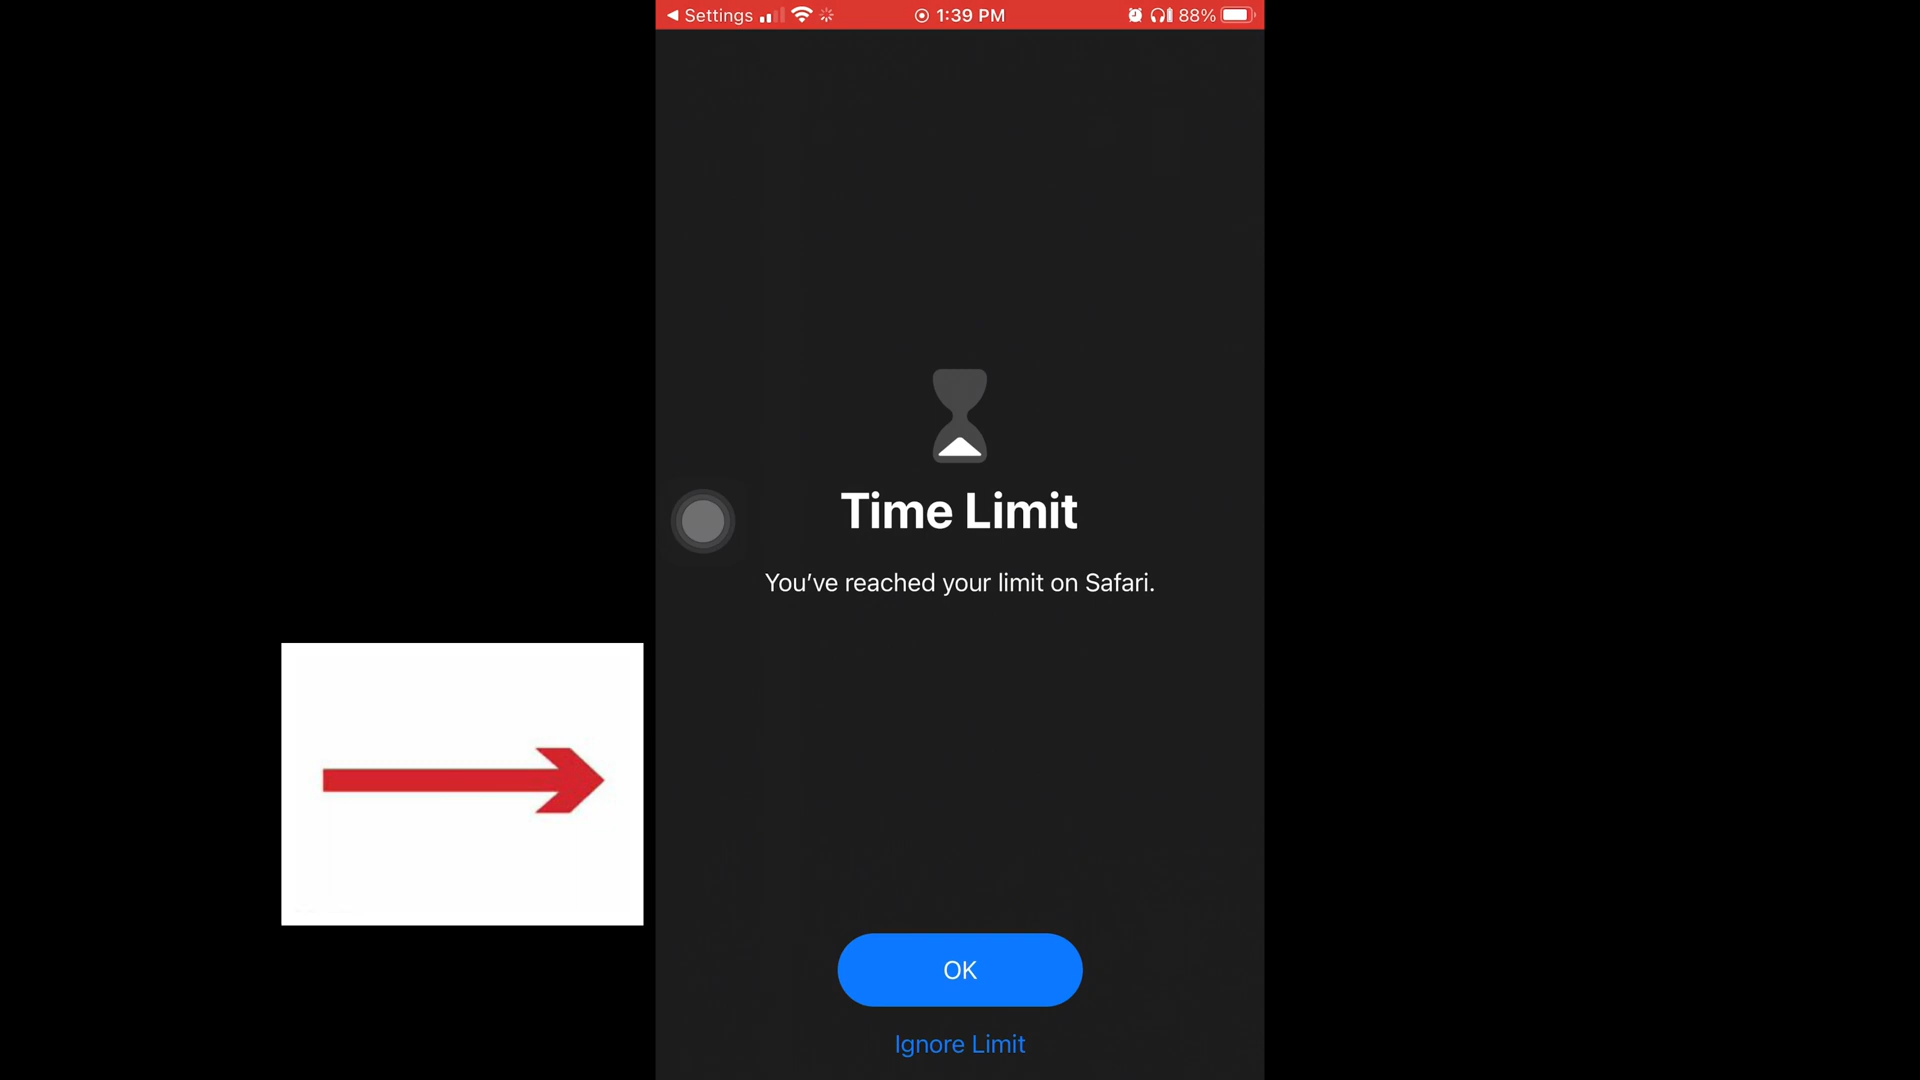 Settings 1:39 PM 88%
Time Limit
You’ve reached your limit on Safari.
OK
Ignore Limit